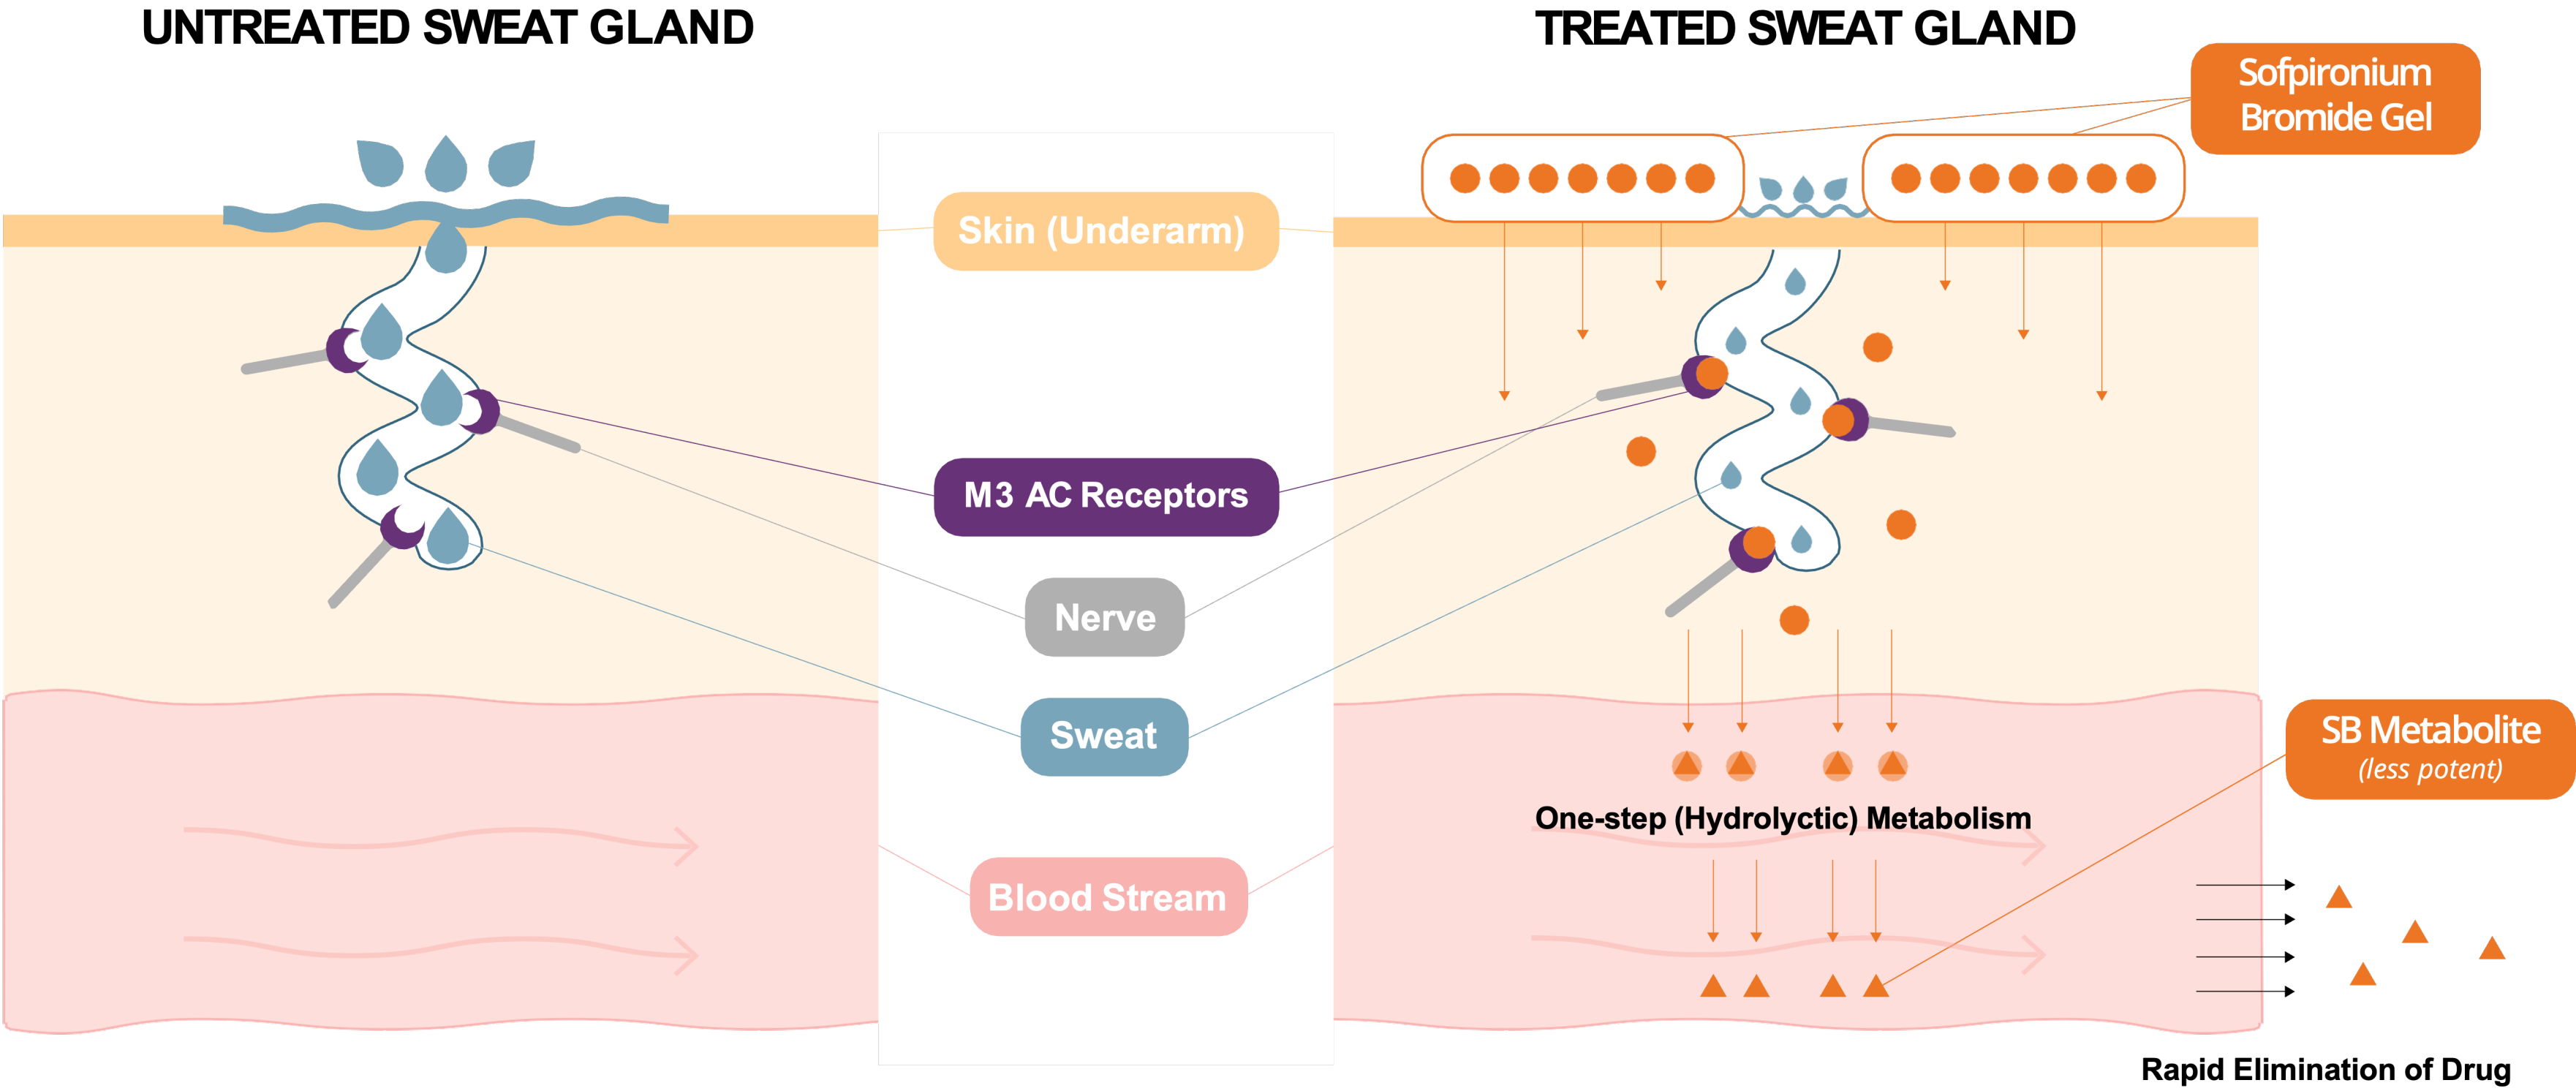 UNTREATED SWEAT GLAND
TREATED SWEAT GLAND
Sofpironium
Bromide Gel
Skin (Underarm)
M3 AC Receptors
Nerve
Sweat
Blood Stream
One-step (Hydrolyctic) Metabolism
SB Metabolite
(less potent)
Rapid Elimination of Drug